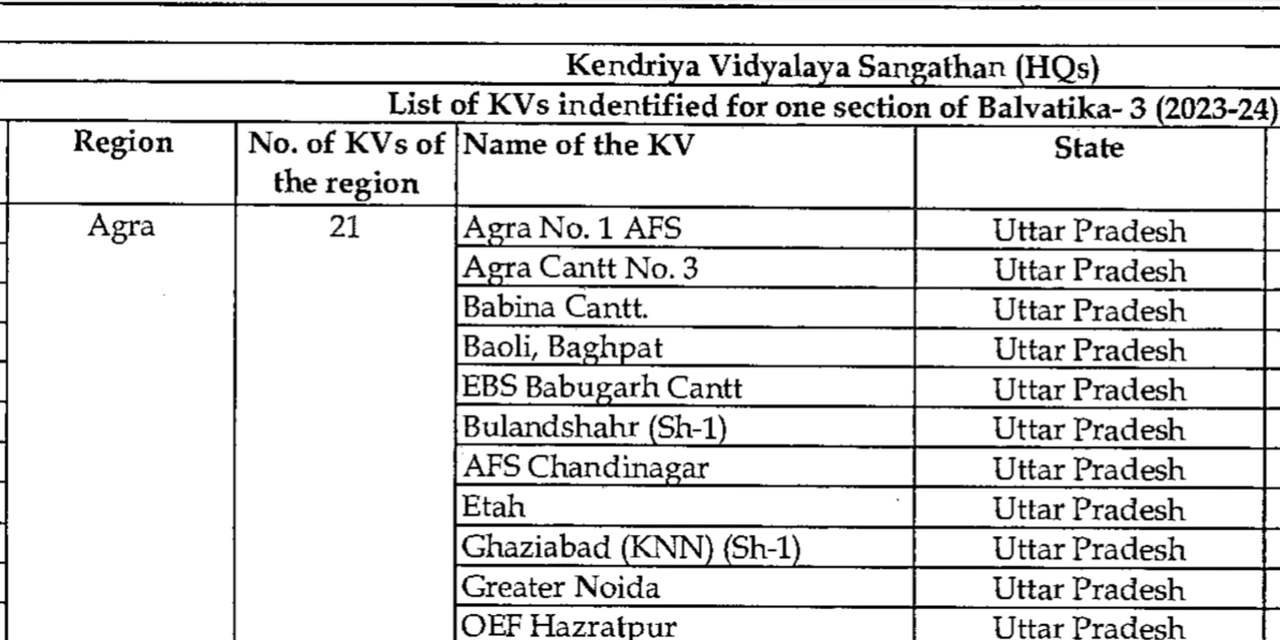 Kendriya Vidyalaya Sangathan (HQs)
List of KVs indentified for one section of Balvatika- 3 (2023-24)
Region No. of KVs of the region Name of the KV State
Agra 21 Agra No. 1 AFS Uttar Pradesh
Agra Cantt No. 3 Uttar Pradesh
Babina Cantt. Uttar Pradesh
Baoli, Baghpat Uttar Pradesh
EBS Babugarh Cantt Uttar Pradesh
Bulandshahr (Sh-1) Uttar Pradesh
AFS Chandinagar Uttar Pradesh
Etah Uttar Pradesh
Ghaziabad (KNN) (Sh-1) Uttar Pradesh
Greater Noida Uttar Pradesh
OEF Hazratpur Uttar Pradesh